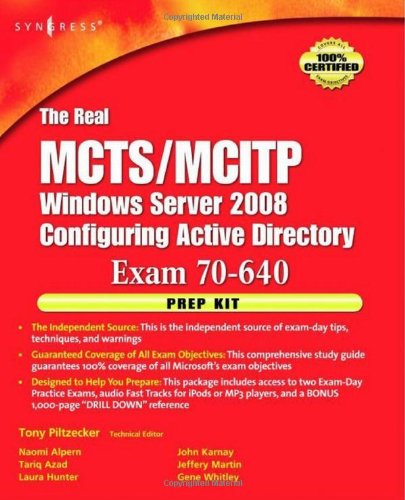 SYNGRESS®
COVERS ALL
100%
CERTIFIED
EXAM OBJECTIVES
The Real
MCTS/MCITP
Windows Server 2008
Configuring Active Directory
Exam 70-640
PREP KIT
• The Independent Source: This is the independent source of exam-day tips,
techniques, and warnings
• Guaranteed Coverage of All Exam Objectives: This comprehensive study guide
guarantees 100% coverage of all Microsoft's exam objectives
• Designed to Help You Prepare: This package includes access to two Exam-Day
Practice Exams, audio Fast Tracks for iPods or MP3 players, and a BONUS
1,000-page "DRILL DOWN" reference
Tony Piltzecker Technical Editor
Naomi Alpern
Tariq Azad
Laura Hunter
John Karnay
Jeffery Martin
Gene Whitley